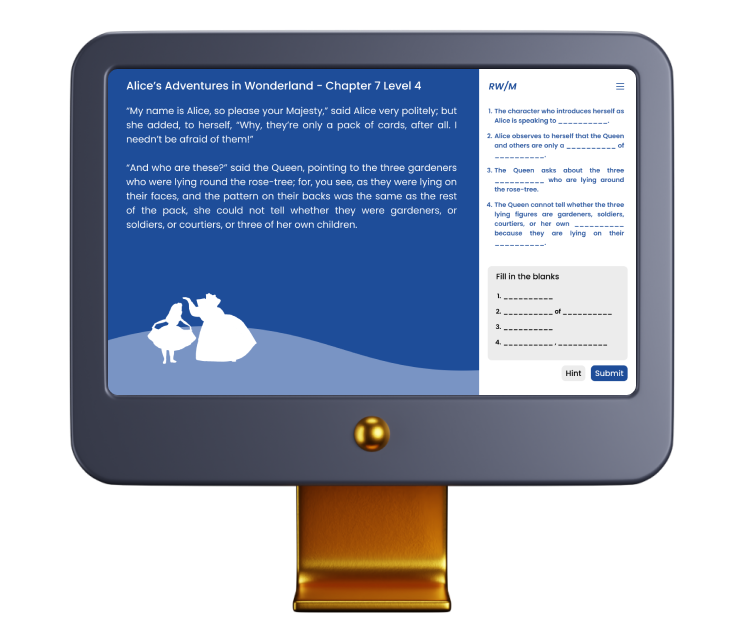 Alice's Adventures in Wonderland - Chapter 7 Level 4
"My name is Alice, so please your Majesty," said Alice very politely; but
she added, to herself, "Why, they're only a pack of cards, after all. I
needn't be afraid of them!"
"And who are these?" said the Queen, pointing to the three gardeners
who were lying round the rose-tree; for, you see, as they were lying on
their faces, and the pattern on their backs was the same as the rest
of the pack, she could not tell whether they were gardeners, or
soldiers, or courtiers, or three of her own children.
RW/M
1. The character who introduces herself as
Alice is speaking to __________.
2. Alice observes to herself that the Queen
and others are only a __________ of
__________.
3. The Queen asks about the three
__________ who are lying around
the rose-tree.
4. The Queen cannot tell whether the three
lying figures are gardeners, soldiers,
courtiers, or her own __________
because they are lying on their
__________.
Fill in the blanks
1. __________
2. __________ of __________
3. __________
4. __________ , __________
Hint Submit